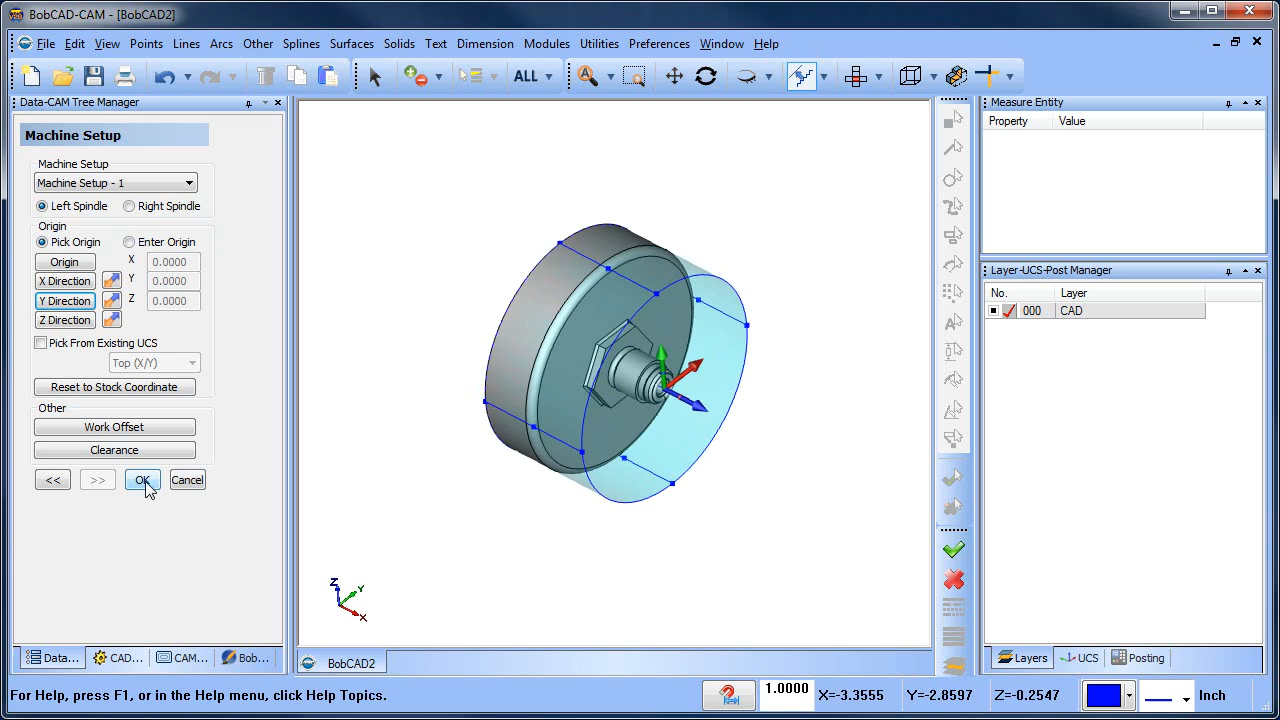 BobCAD-CAM - [BobCAD2]
File Edit View Points Lines Arcs Other Splines Surfaces Solids Text Dimension Modules Utilities Preferences Window Help
ALL
Data-CAM Tree Manager
Machine Setup
Machine Setup
Machine Setup - 1
Left Spindle Right Spindle
Origin
Pick Origin Enter Origin
Origin X 0.0000
X Direction Y 0.0000
Y Direction Z 0.0000
Z Direction
Pick From Existing UCS
Top (X/Y)
Reset to Stock Coordinate
Other
Work Offset
Clearance
<< >> OK Cancel
Data... CAD... CAM... Bob...
Z Y X
BobCAD2
Measure Entity
Property Value
Layer-UCS-Post Manager
No. Layer
000 CAD
Layers UCS Posting
For Help, press F1, or in the Help menu, click Help Topics. 1.0000 X=-3.3555 Y=-2.8597 Z=-0.2547 Inch